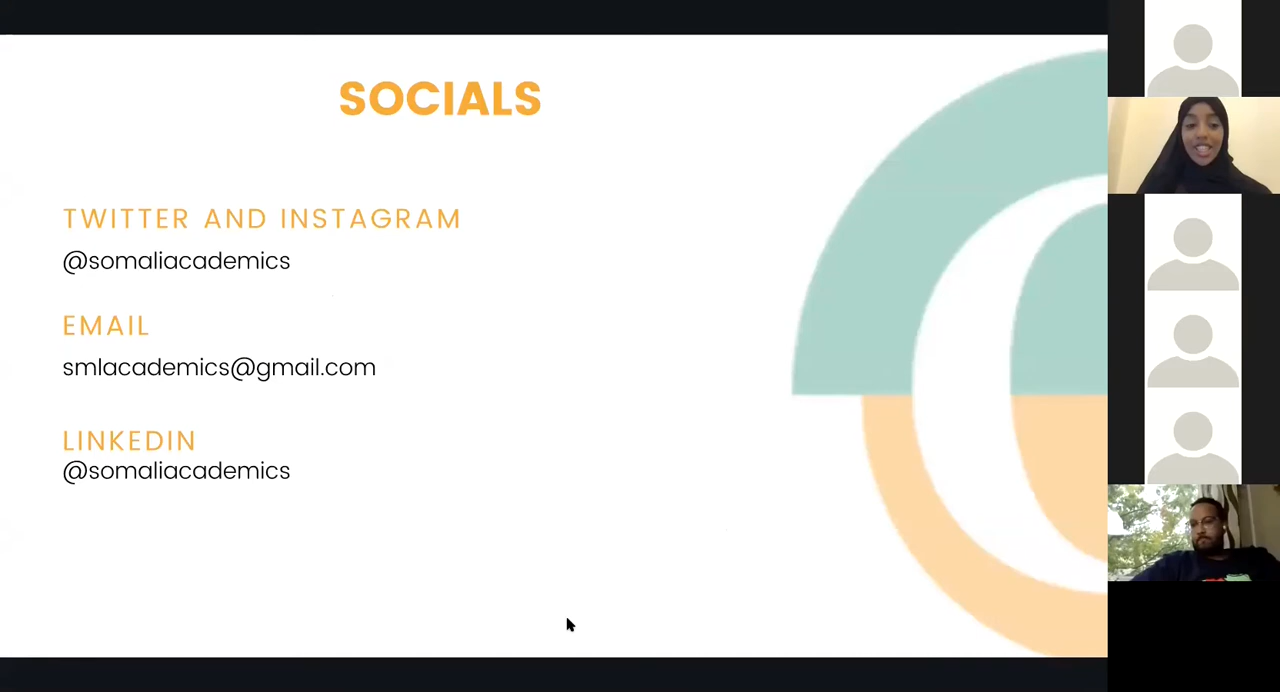 SOCIALS
TWITTER AND INSTAGRAM
@somaliacademics
EMAIL
smlacademics@gmail.com
LINKEDIN
@somaliacademics